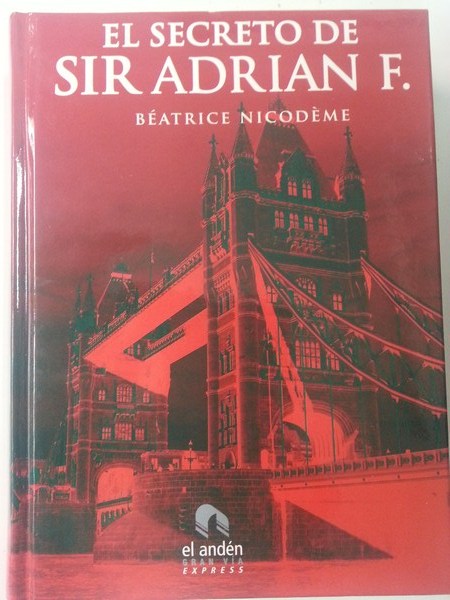 EL SECRETO DE
SIR ADRIAN F.
BÉATRICE NICODÈME
el andén
GRAN VÍA
EXPRESS